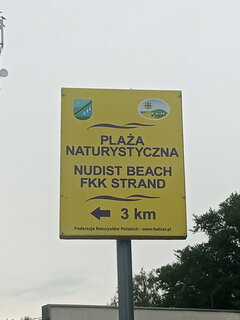 PLAŻA
NATURYSTYCZNA
NUDIST BEACH
FKK STRAND
3 km
Federacja Naturystów Polskich - www.fednat.pl